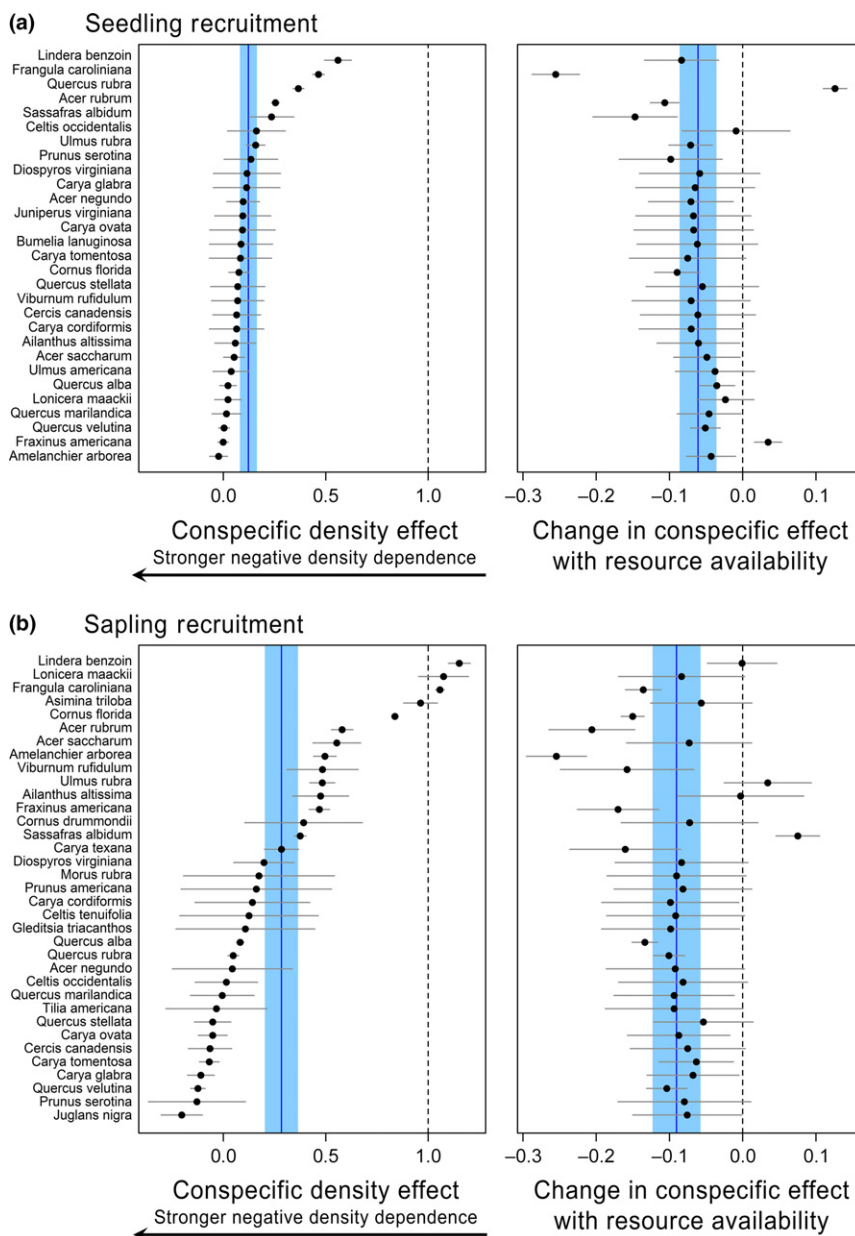 (a) Seedling recruitment
Lindera benzoin
Frangula caroliniana
Quercus rubra
Acer rubrum
Sassafras albidum
Celtis occidentalis
Ulmus rubra
Prunus serotina
Diospyros virginiana
Carya glabra
Acer negundo
Juniperus virginiana
Carya ovata
Bumelia lanuginosa
Carya tomentosa
Cornus florida
Quercus stellata
Viburnum rufidulum
Cercis canadensis
Carya cordiformis
Ailanthus altissima
Acer saccharum
Ulmus americana
Quercus alba
Lonicera maackii
Quercus marilandica
Quercus velutina
Fraxinus americana
Amelanchier arborea
0.0 0.5 1.0
Conspecific density effect
Stronger negative density dependence
−0.3 −0.2 −0.1 0.0 0.1
Change in conspecific effect
with resource availability
(b) Sapling recruitment
Lindera benzoin
Lonicera maackii
Frangula caroliniana
Asimina triloba
Cornus florida
Acer rubrum
Acer saccharum
Amelanchier arborea
Viburnum rufidulum
Ulmus rubra
Ailanthus altissima
Fraxinus americana
Cornus drummondii
Sassafras albidum
Carya texana
Diospyros virginiana
Morus rubra
Prunus americana
Carya cordiformis
Celtis tenuifolia
Gleditsia triacanthos
Quercus alba
Quercus rubra
Acer negundo
Celtis occidentalis
Quercus marilandica
Tilia americana
Quercus stellata
Carya ovata
Cercis canadensis
Carya tomentosa
Carya glabra
Quercus velutina
Prunus serotina
Juglans nigra
0.0 0.5 1.0
Conspecific density effect
Stronger negative density dependence
−0.3 −0.2 −0.1 0.0 0.1
Change in conspecific effect
with resource availability